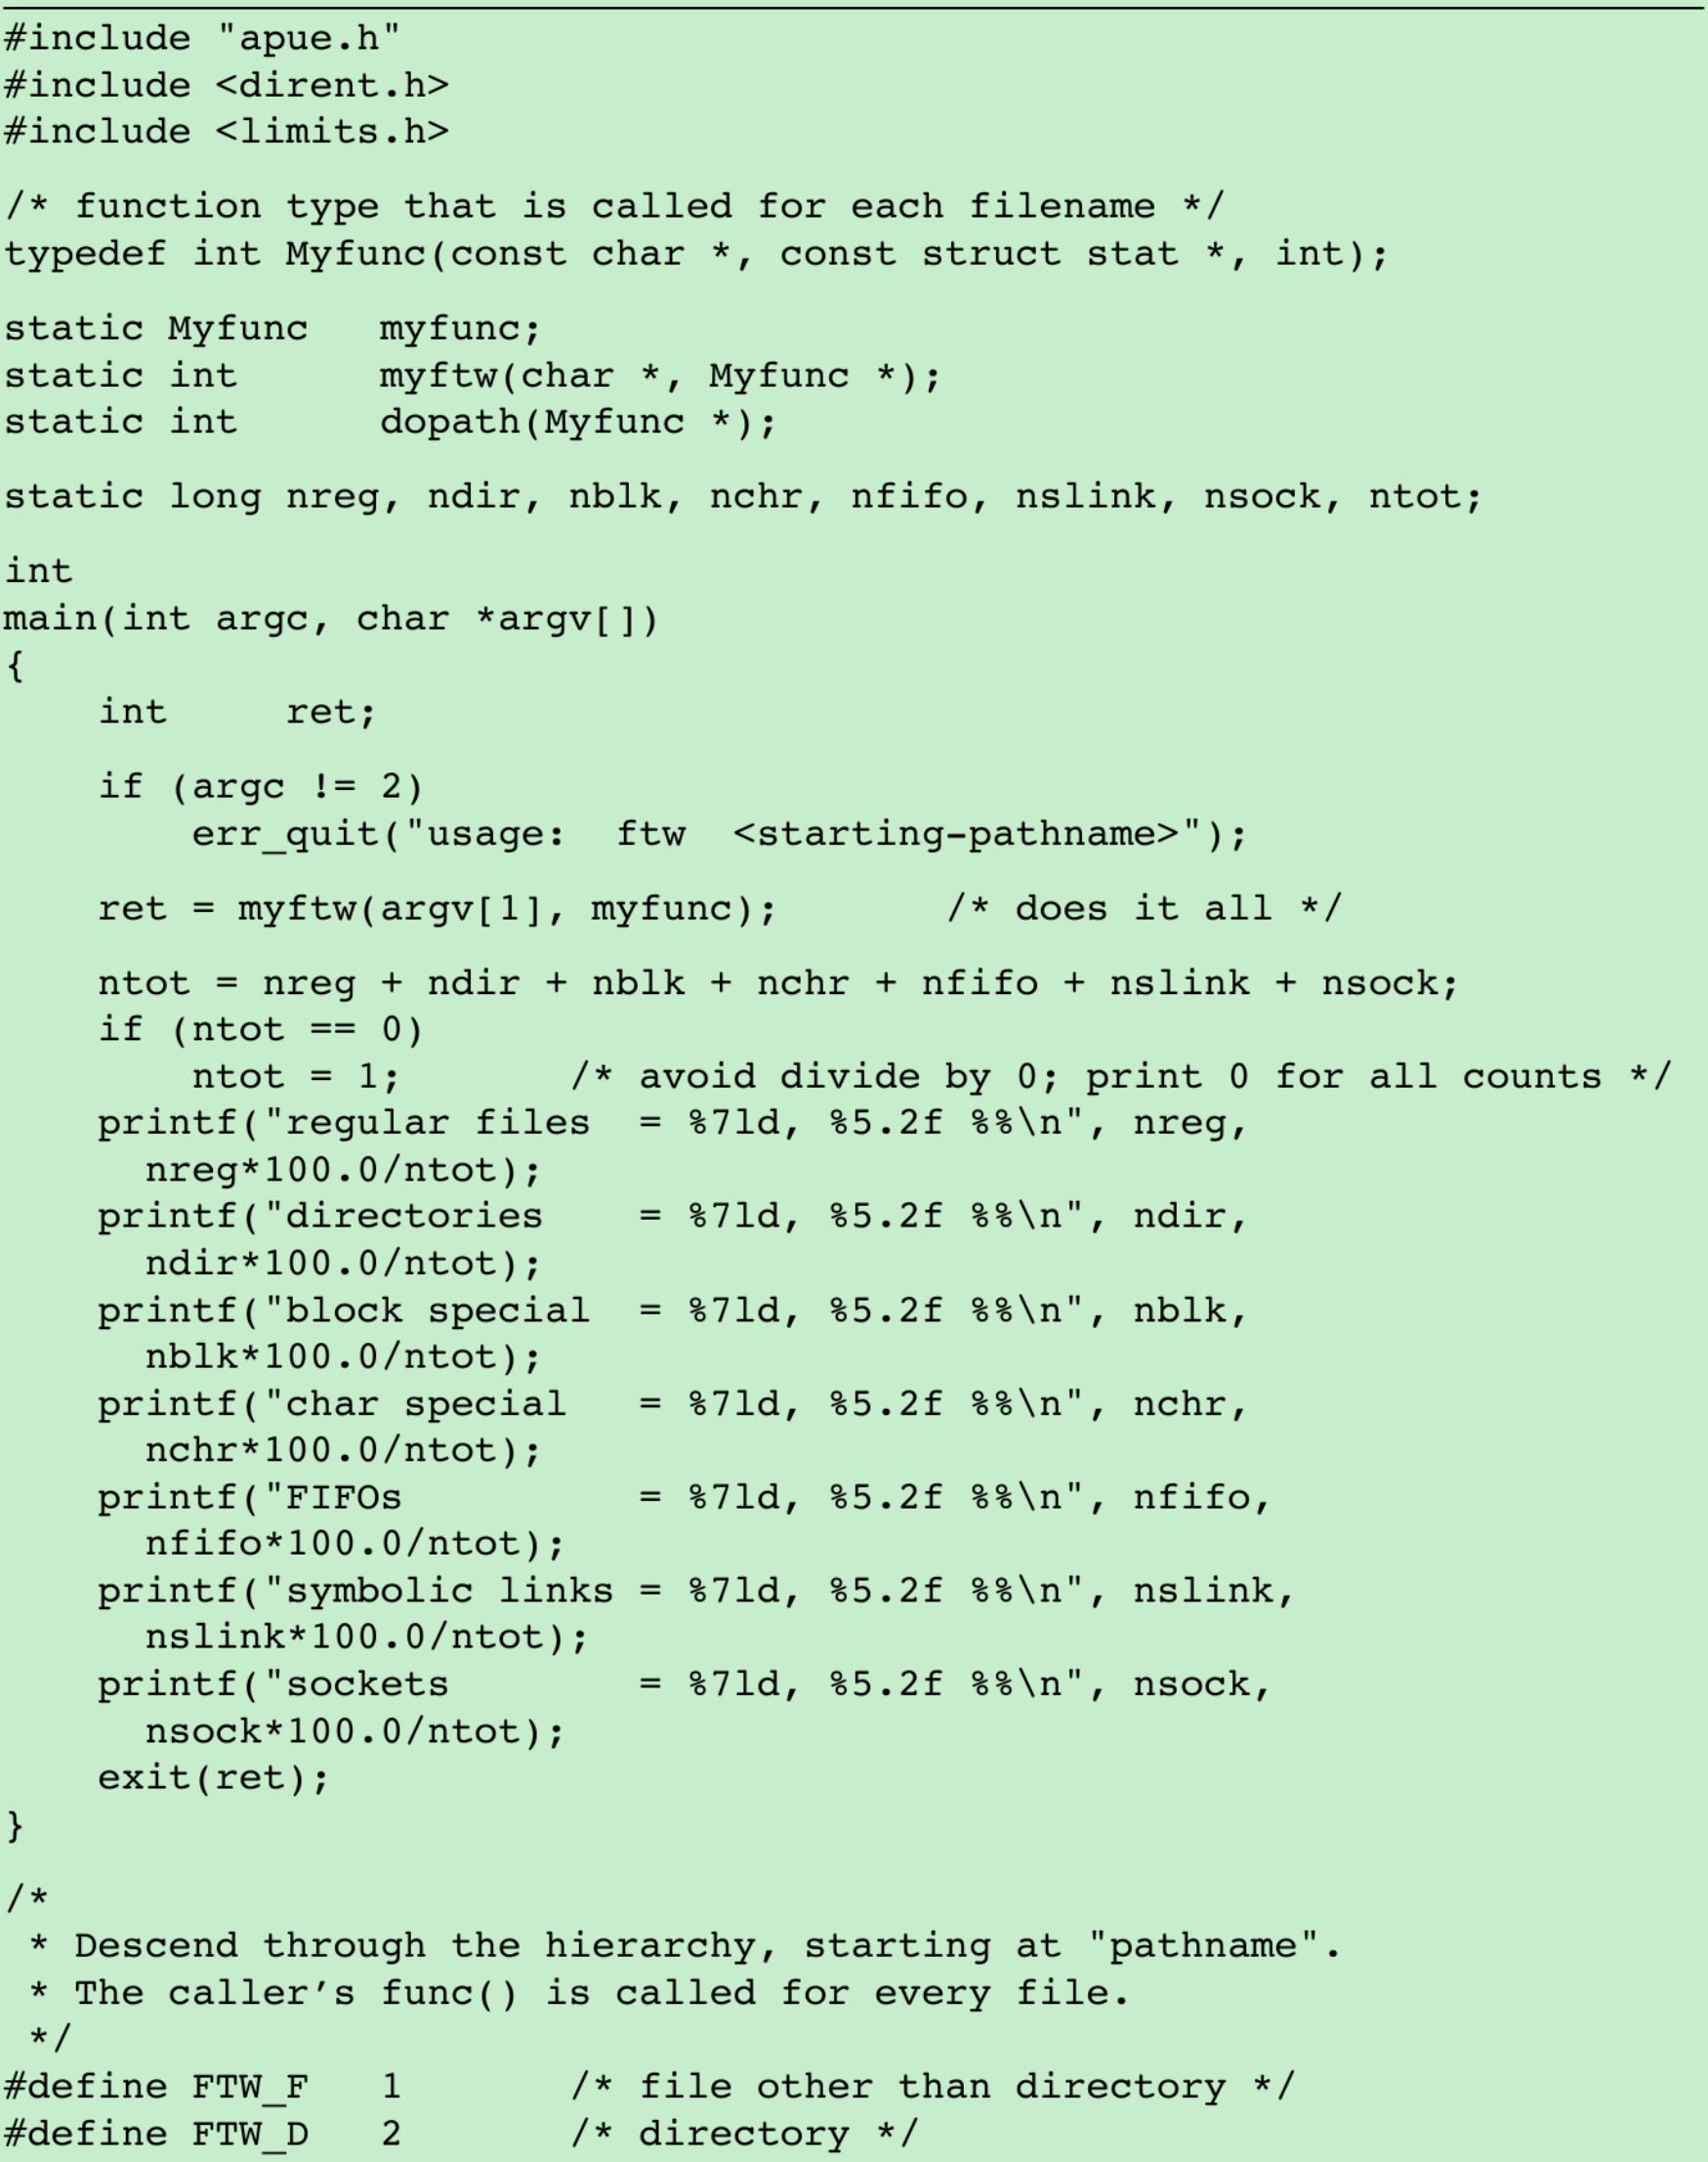 #include "apue.h"
#include <dirent.h>
#include <limits.h>
/* function type that is called for each filename */
typedef int Myfunc(const char *, const struct stat *, int);
static Myfunc   myfunc;
static int      myftw(char *, Myfunc *);
static int      dopath(Myfunc *);
static long nreg, ndir, nblk, nchr, nfifo, nslink, nsock, ntot;
int
main(int argc, char *argv[])
{
    int     ret;
    if (argc != 2)
        err_quit("usage:  ftw  <starting-pathname>");
    ret = myftw(argv[1], myfunc);       /* does it all */
    ntot = nreg + ndir + nblk + nchr + nfifo + nslink + nsock;
    if (ntot == 0)
        ntot = 1;       /* avoid divide by 0; print 0 for all counts */
    printf("regular files  = %7ld, %5.2f %%\n", nreg,
      nreg*100.0/ntot);
    printf("directories    = %7ld, %5.2f %%\n", ndir,
      ndir*100.0/ntot);
    printf("block special  = %7ld, %5.2f %%\n", nblk,
      nblk*100.0/ntot);
    printf("char special   = %7ld, %5.2f %%\n", nchr,
      nchr*100.0/ntot);
    printf("FIFOs          = %7ld, %5.2f %%\n", nfifo,
      nfifo*100.0/ntot);
    printf("symbolic links = %7ld, %5.2f %%\n", nslink,
      nslink*100.0/ntot);
    printf("sockets        = %7ld, %5.2f %%\n", nsock,
      nsock*100.0/ntot);
    exit(ret);
}
/*
 * Descend through the hierarchy, starting at "pathname".
 * The caller’s func() is called for every file.
 */
#define FTW_F   1       /* file other than directory */
#define FTW_D   2       /* directory */